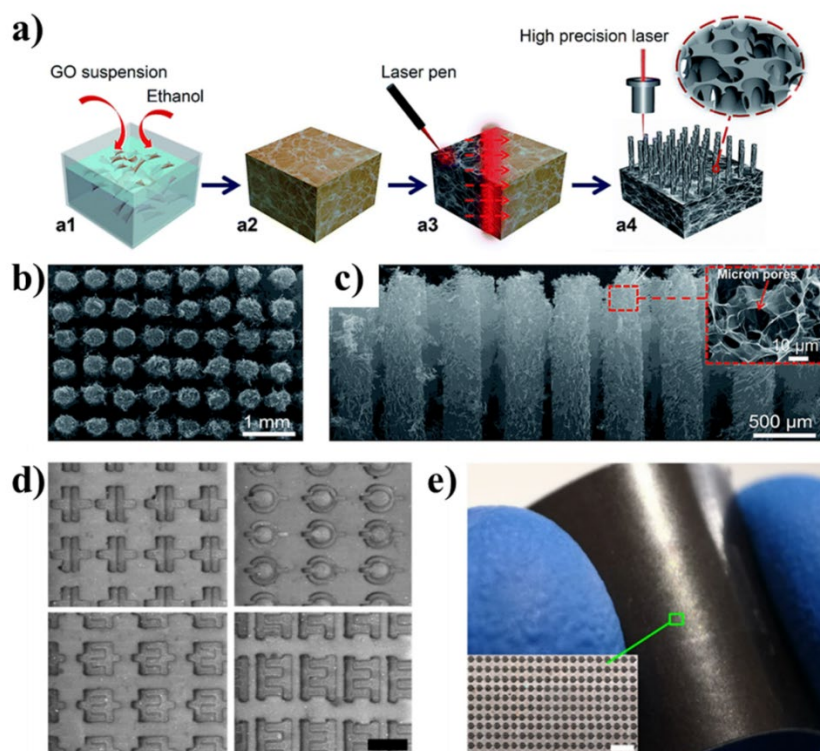 a)
GO suspension
Ethanol
Laser pen
High precision laser
a1
a2
a3
a4
b)
1 mm
c)
Micron pores
10 μm
500 μm
d)
e)